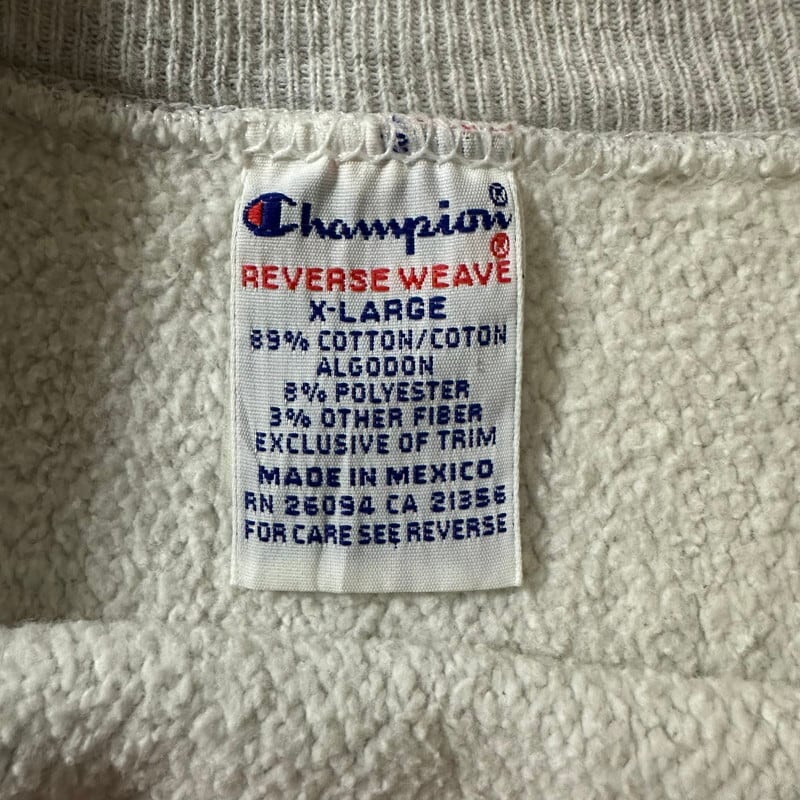 Champion®
REVERSE WEAVE®
X-LARGE
89% COTTON/COTON
ALGODON
8% POLYESTER
3% OTHER FIBER
EXCLUSIVE OF TRIM
MADE IN MEXICO
RN 26094 CA 21356
FOR CARE SEE REVERSE